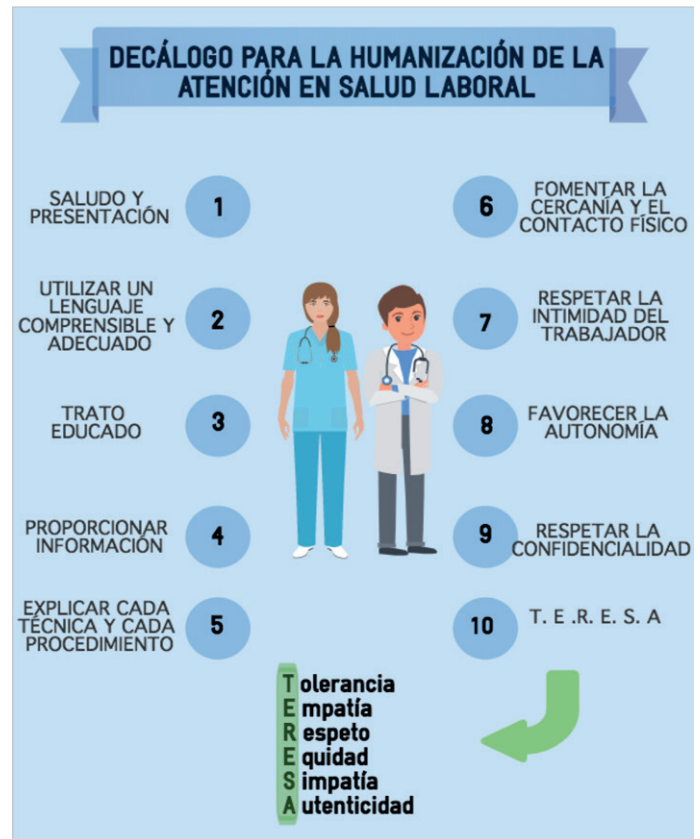 DECÁLOGO PARA LA HUMANIZACIÓN DE LA
ATENCIÓN EN SALUD LABORAL
SALUDO Y
PRESENTACIÓN
1
UTILIZAR UN
LENGUAJE
COMPRENSIBLE Y
ADECUADO
2
TRATO
EDUCADO
3
PROPORCIONAR
INFORMACIÓN
4
EXPLICAR CADA
TÉCNICA Y CADA
PROCEDIMIENTO
5
6
FOMENTAR LA
CERCANÍA Y EL
CONTACTO FÍSICO
7
RESPETAR LA
INTIMIDAD DEL
TRABAJADOR
8
FAVORECER LA
AUTONOMÍA
9
RESPETAR LA
CONFIDENCIALIDAD
10
T. E .R. E. S. A
Tolerancia
Empatía
Respeto
Equidad
Simpatía
Autenticidad